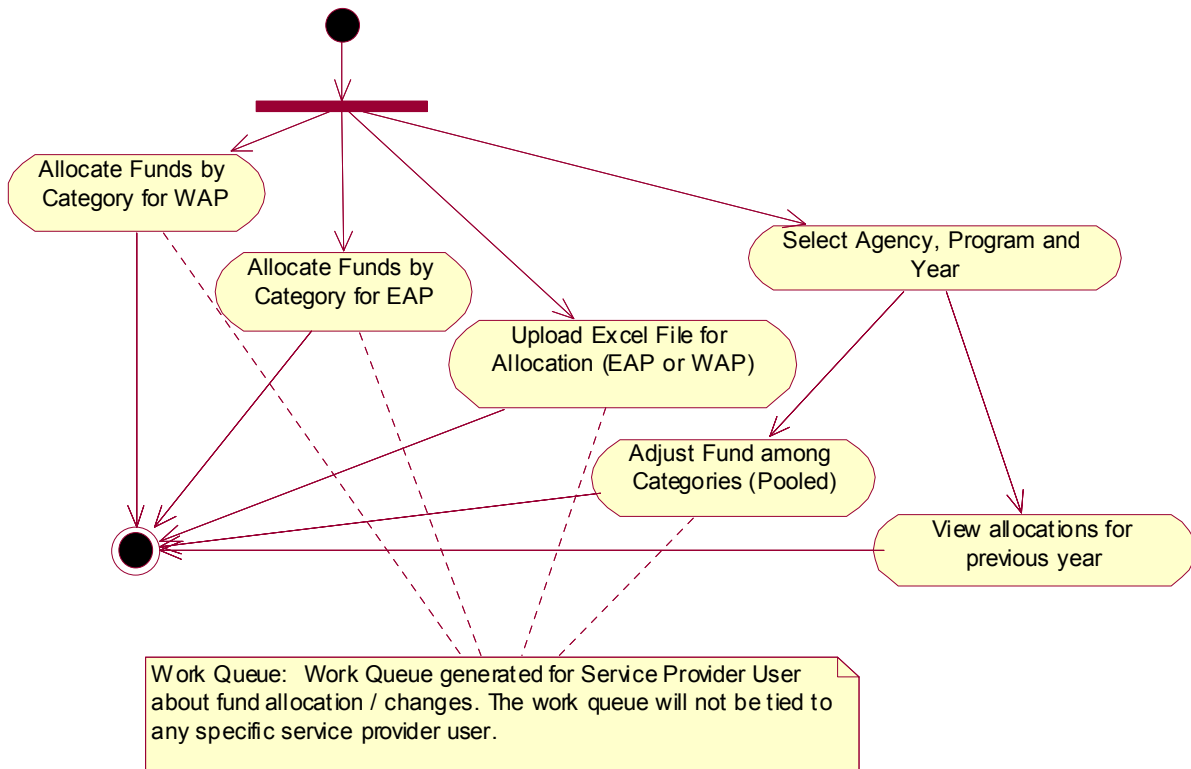 Allocate Funds by
Category for WAP
Select Agency, Program and
Year
Allocate Funds by
Category for EAP
Upload Excel File for
Allocation (EAP or WAP)
Adjust Fund among
Categories (Pooled)
View allocations for
previous year
Work Queue: Work Queue generated for Service Provider User
about fund allocation / changes. The work queue will not be tied to
any specific service provider user.